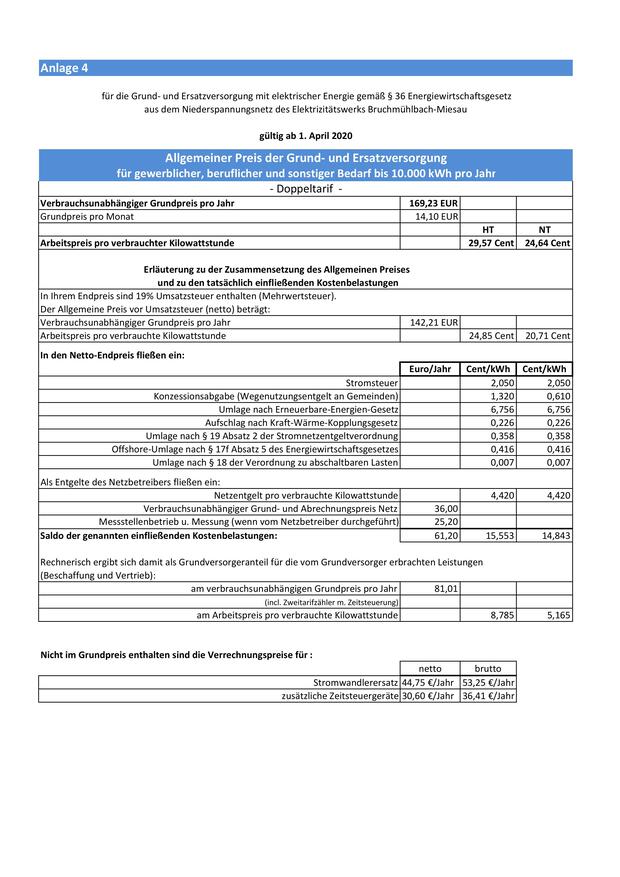 Anlage 4
für die Grund- und Ersatzversorgung mit elektrischer Energie gemäß § 36 Energiewirtschaftsgesetz
aus dem Niederspannungsnetz des Elektrizitätswerks Bruchmühlbach-Miesau
gültig ab 1. April 2020
Allgemeiner Preis der Grund- und Ersatzversorgung
für gewerblicher, beruflicher und sonstiger Bedarf bis 10.000 kWh pro Jahr
- Doppeltarif -
Verbrauchsunabhängiger Grundpreis pro Jahr 169,23 EUR
Grundpreis pro Monat 14,10 EUR
HT NT
Arbeitspreis pro verbrauchter Kilowattstunde 29,57 Cent 24,64 Cent
Erläuterung zu der Zusammensetzung des Allgemeinen Preises
und zu den tatsächlich einfließenden Kostenbelastungen
In Ihrem Endpreis sind 19% Umsatzsteuer enthalten (Mehrwertsteuer).
Der Allgemeine Preis vor Umsatzsteuer (netto) beträgt:
Verbrauchsunabhängiger Grundpreis pro Jahr 142,21 EUR
Arbeitspreis pro verbrauchte Kilowattstunde 24,85 Cent 20,71 Cent
In den Netto-Endpreis fließen ein:
Euro/Jahr Cent/kWh Cent/kWh
Stromsteuer 2,050 2,050
Konzessionsabgabe (Wegenutzungsentgelt an Gemeinden) 1,320 0,610
Umlage nach Erneuerbare-Energien-Gesetz 6,756 6,756
Aufschlag nach Kraft-Wärme-Kopplungsgesetz 0,226 0,226
Umlage nach § 19 Absatz 2 der Stromnetzentgeltverordnung 0,358 0,358
Offshore-Umlage nach § 17f Absatz 5 des Energiewirtschaftsgesetzes 0,416 0,416
Umlage nach § 18 der Verordnung zu abschaltbaren Lasten 0,007 0,007
Als Entgelte des Netzbetreibers fließen ein:
Netzentgelt pro verbrauchte Kilowattstunde 4,420 4,420
Verbrauchsunabhängiger Grund- und Abrechnungspreis Netz 36,00
Messstellenbetrieb u. Messung (wenn vom Netzbetreiber durchgeführt) 25,20
Saldo der genannten einfließenden Kostenbelastungen: 61,20 15,553 14,843
Rechnerisch ergibt sich damit als Grundversorgeranteil für die vom Grundversorger erbrachten Leistungen
(Beschaffung und Vertrieb):
am verbrauchsunabhängigen Grundpreis pro Jahr 81,01
(incl. Zweitarifzähler m. Zeitsteuerung)
am Arbeitspreis pro verbrauchte Kilowattstunde 8,785 5,165
Nicht im Grundpreis enthalten sind die Verrechnungspreise für :
netto brutto
Stromwandlerersatz 44,75 €/Jahr 53,25 €/Jahr
zusätzliche Zeitsteuergeräte 30,60 €/Jahr 36,41 €/Jahr